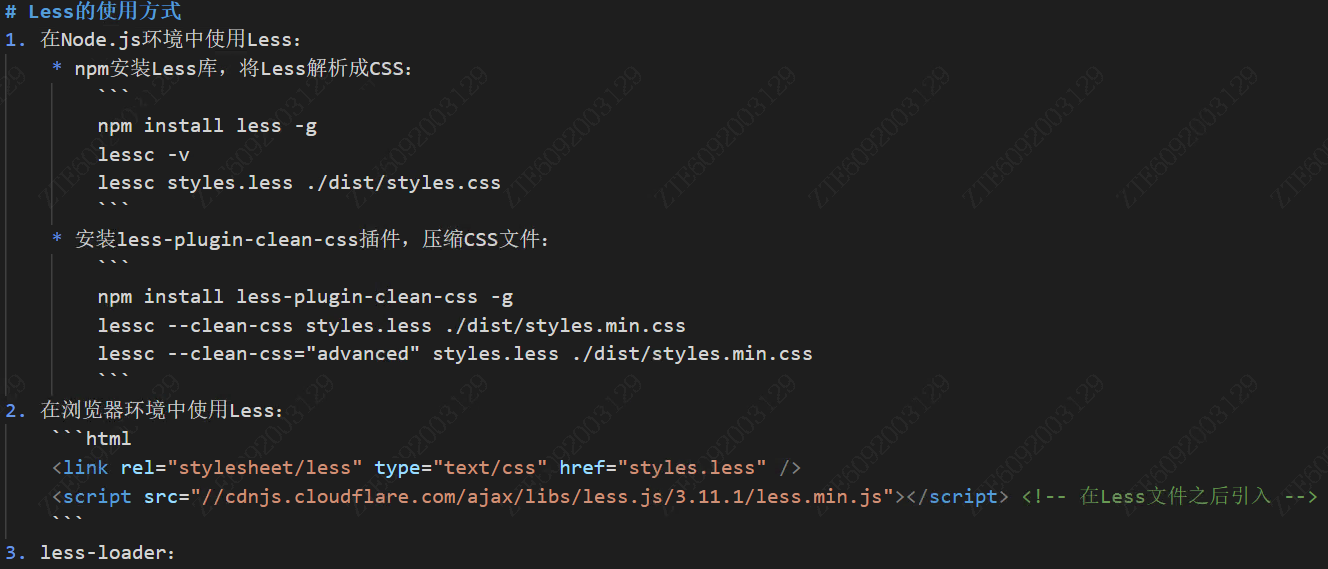 # Less的使用方式
1. 在Node.js环境中使用Less：
* npm安装Less库，将Less解析成CSS：
```
npm install less -g
lessc -v
lessc styles.less ./dist/styles.css
```
* 安装less-plugin-clean-css插件，压缩CSS文件：
```
npm install less-plugin-clean-css -g
lessc --clean-css styles.less ./dist/styles.min.css
lessc --clean-css="advanced" styles.less ./dist/styles.min.css
```
2. 在浏览器环境中使用Less：
```html
<link rel="stylesheet/less" type="text/css" href="styles.less" />
<script src="//cdnjs.cloudflare.com/ajax/libs/less.js/3.11.1/less.min.js"></script> <!-- 在Less文件之后引入 -->
```
3. less-loader：